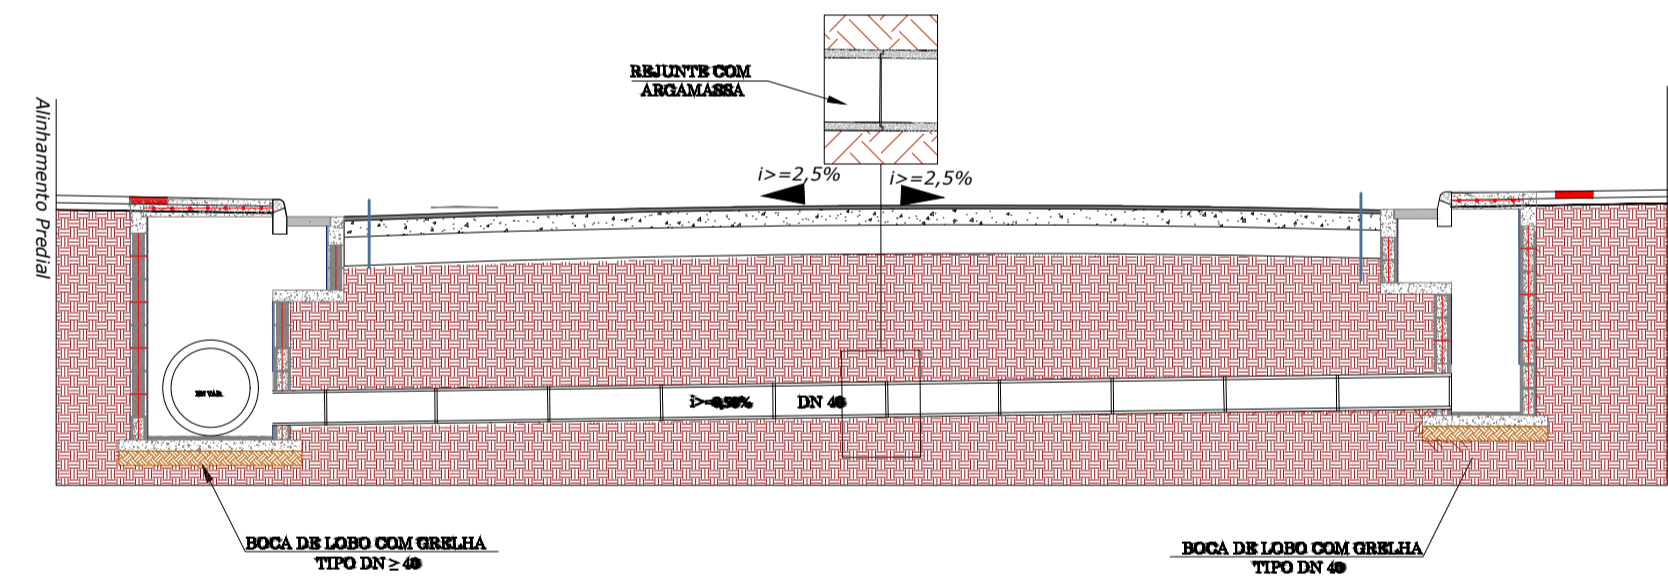 REJUNTE COM
ARGAMASSA
Alinhamento Predial
i>=2,5%
i>=2,5%
DN 40
BOCA DE LOBO COM GRELHA
TIPO DN ≥ 40
BOCA DE LOBO COM GRELHA
TIPO DN 40